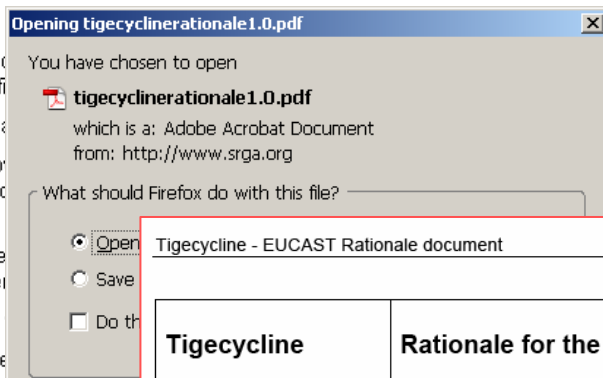 Opening tigecyclinerationale1.0.pdf
You have chosen to open
tigecyclinerationale1.0.pdf
which is a: Adobe Acrobat Document
from: http://www.srga.org
What should Firefox do with this file?
Open
Save
Do th
Tigecycline - EUCAST Rationale document
Tigecycline
Rationale for the